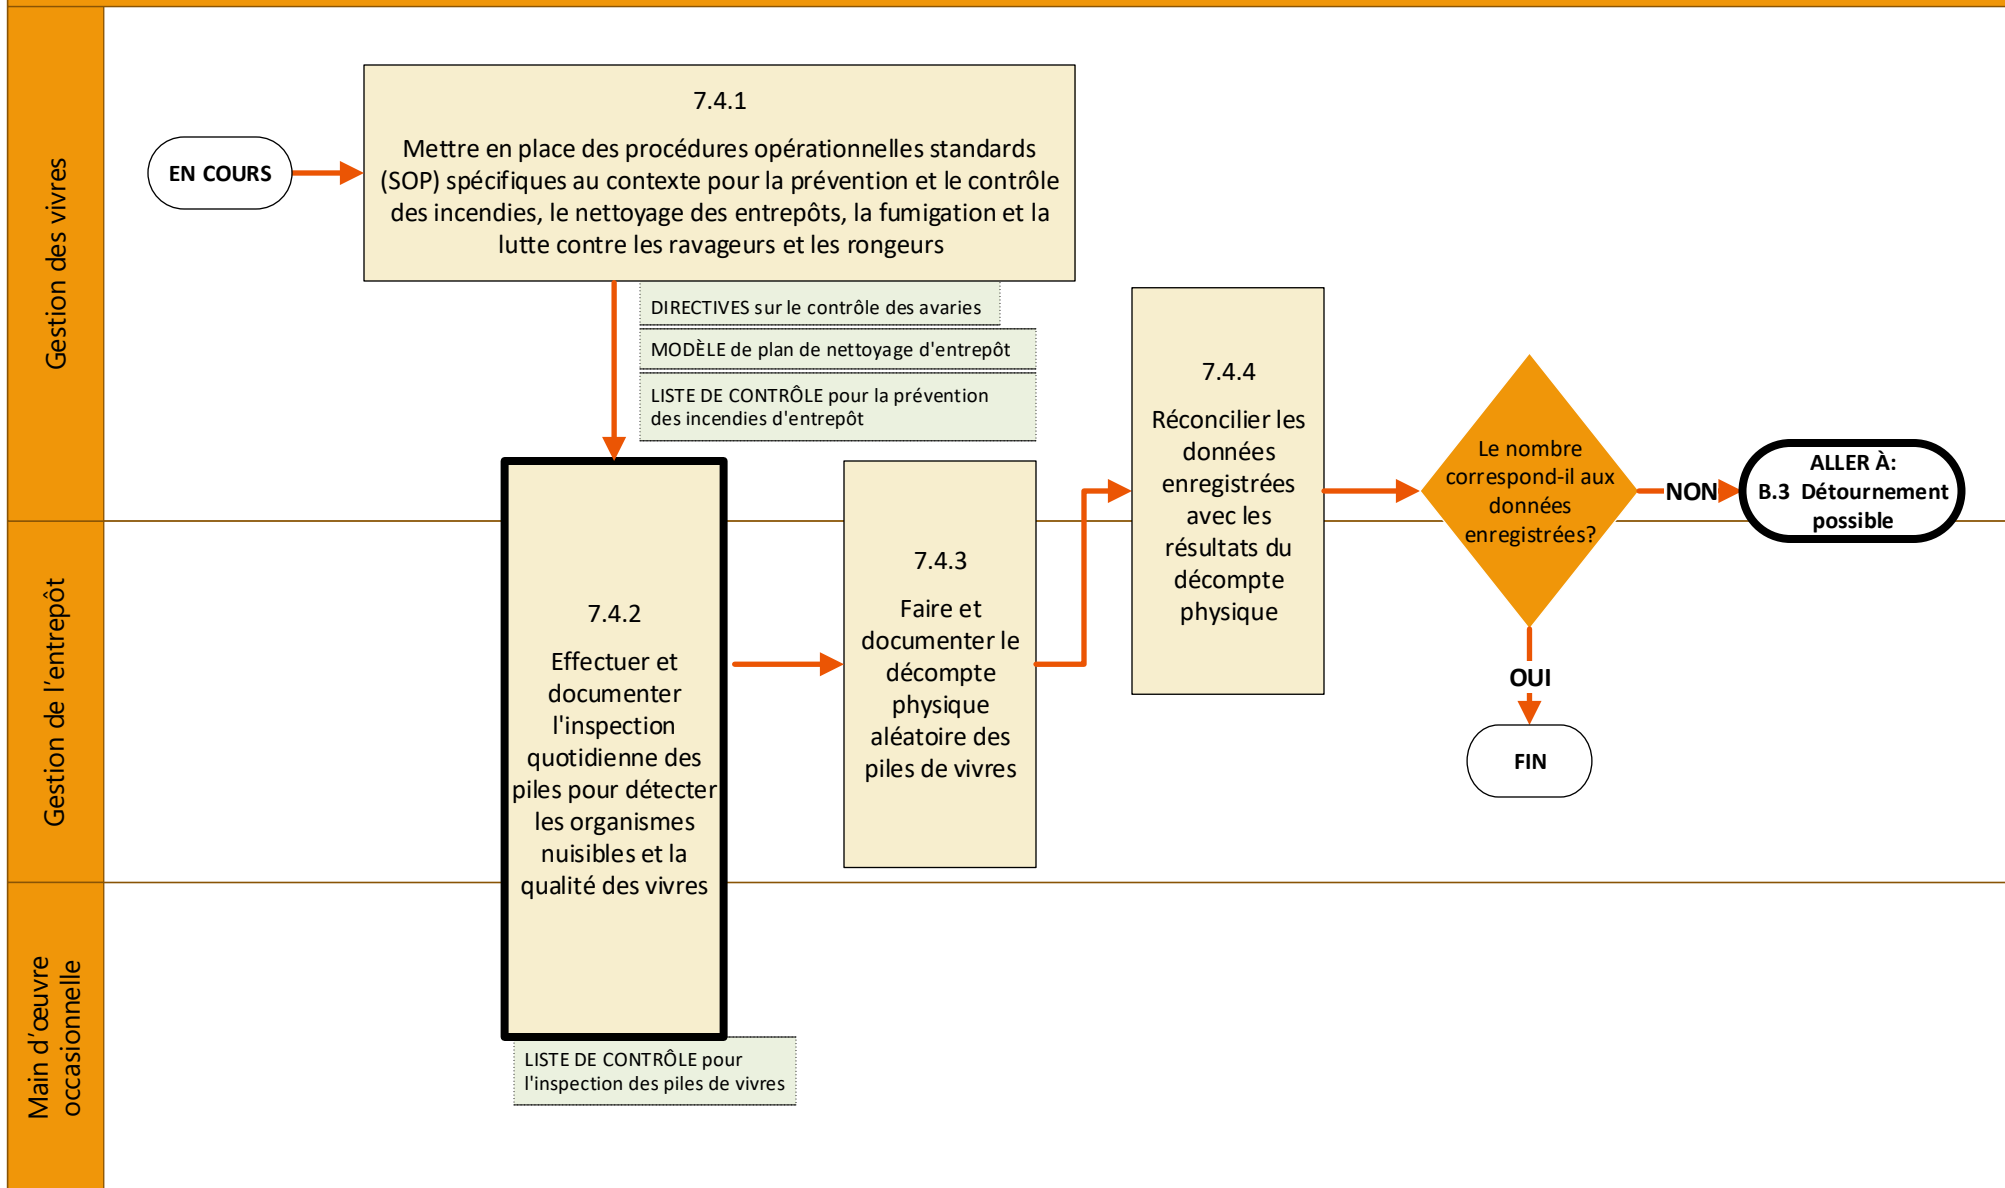 Gestion des vivres
EN COURS
7.4.1
Mettre en place des procédures opérationnelles standards
(SOP) spécifiques au contexte pour la prévention et le contrôle
des incendies, le nettoyage des entrepôts, la fumigation et la
lutte contre les ravageurs et les rongeurs
DIRECTIVES sur le contrôle des avaries
MODÈLE de plan de nettoyage d'entrepôt
LISTE DE CONTRÔLE pour la prévention
des incendies d'entrepôt
Gestion de l'entrepôt
7.4.2
Effectuer et
documenter
l'inspection
quotidienne des
piles pour détecter
les organismes
nuisibles et la
qualité des vivres
LISTE DE CONTRÔLE pour
l'inspection des piles de vivres
7.4.3
Faire et
documenter le
décompte
physique
aléatoire des
piles de vivres
7.4.4
Réconcilier les
données
enregistrées
avec les
résultats du
décompte
physique
Le nombre
correspond-il aux
données
enregistrées?
NON
ALLER À:
B.3 Détournement
possible
OUI
FIN
Main d'œuvre
occasionnelle